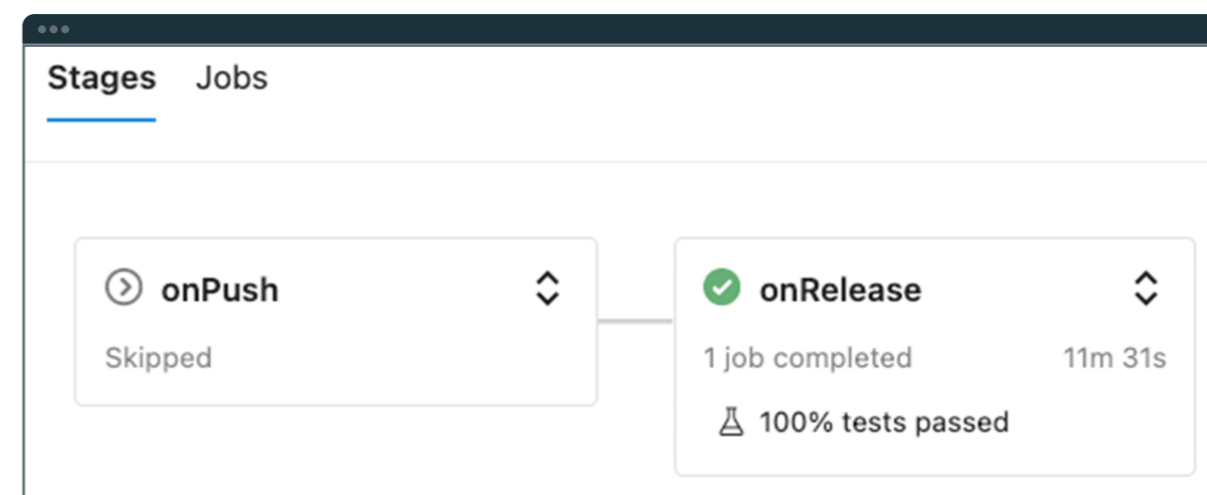 Stages Jobs
onPush
Skipped
onRelease
1 job completed 11m 31s
100% tests passed